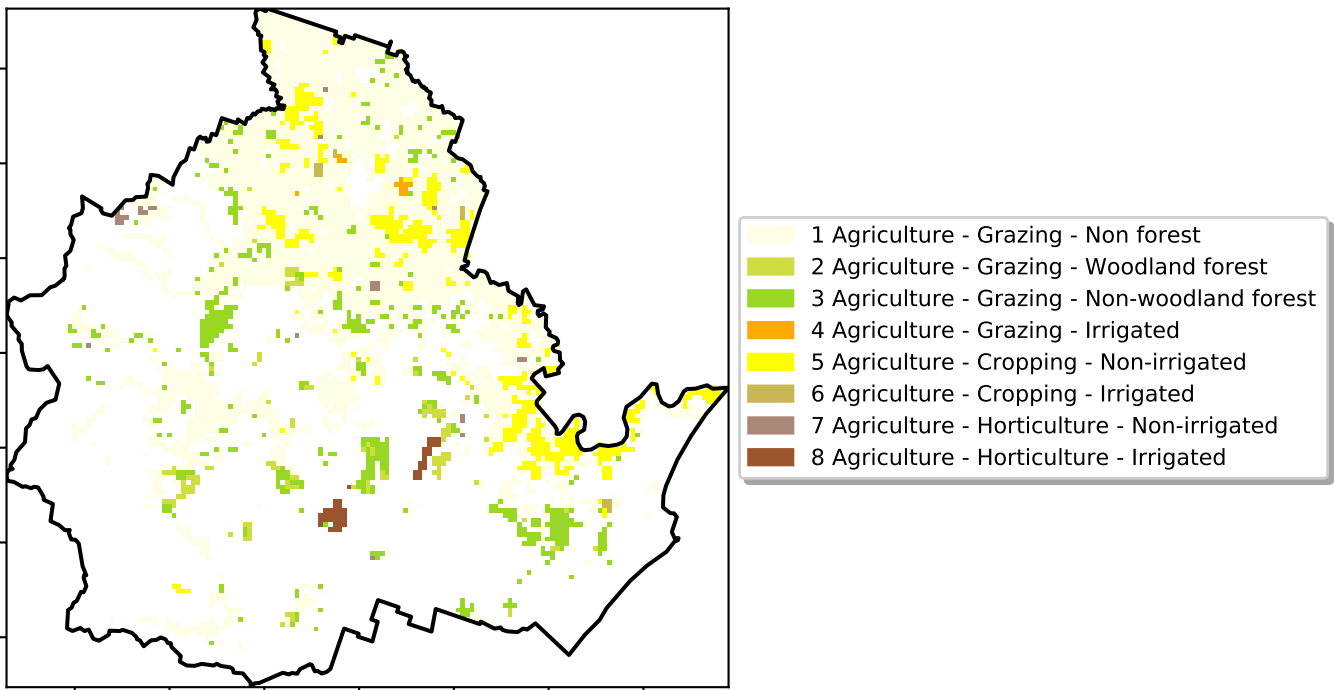 1 Agriculture - Grazing - Non forest
2 Agriculture - Grazing - Woodland forest
3 Agriculture - Grazing - Non-woodland forest
4 Agriculture - Grazing - Irrigated
5 Agriculture - Cropping - Non-irrigated
6 Agriculture - Cropping - Irrigated
7 Agriculture - Horticulture - Non-irrigated
8 Agriculture - Horticulture - Irrigated